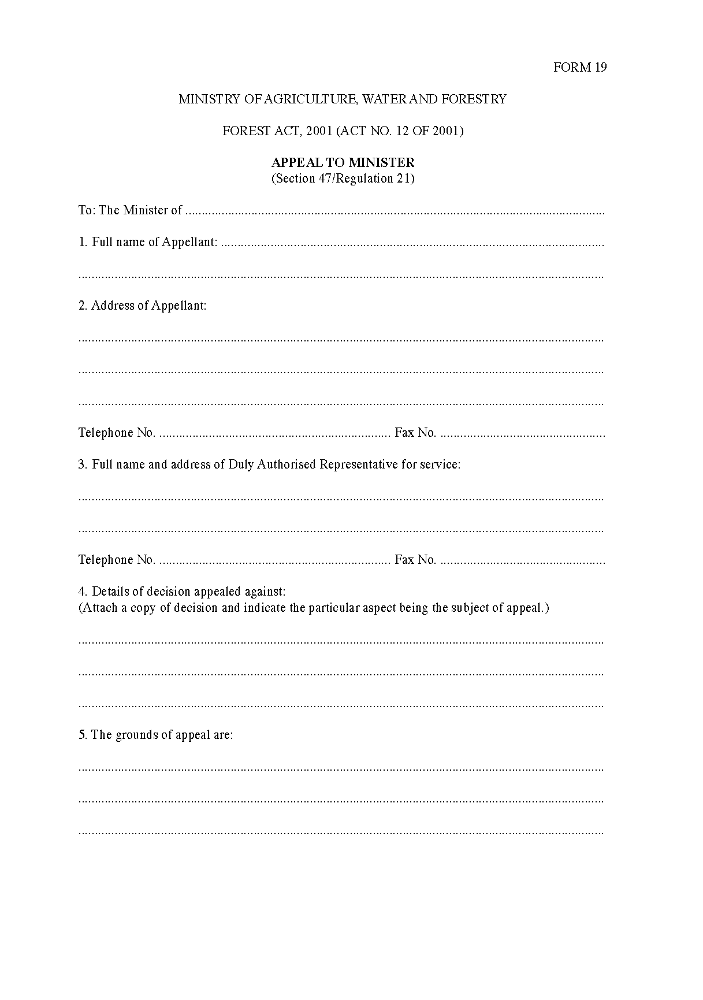 FORM 19
MINISTRY OF AGRICULTURE, WATER AND FORESTRY
FOREST ACT, 2001 (ACT NO. 12 OF 2001)
APPEAL TO MINISTER
(Section 47/Regulation 21)
To: The Minister of ................................................................................................................................
1. Full name of Appellant: .....................................................................................................................
................................................................................................................................................................
2. Address of Appellant:
................................................................................................................................................................
................................................................................................................................................................
................................................................................................................................................................
Telephone No. ...................................................................... Fax No. ..................................................
3. Full name and address of Duly Authorised Representative for service:
................................................................................................................................................................
................................................................................................................................................................
Telephone No. ...................................................................... Fax No. ..................................................
4. Details of decision appealed against:
(Attach a copy of decision and indicate the particular aspect being the subject of appeal.)
................................................................................................................................................................
................................................................................................................................................................
................................................................................................................................................................
5. The grounds of appeal are:
................................................................................................................................................................
................................................................................................................................................................
................................................................................................................................................................